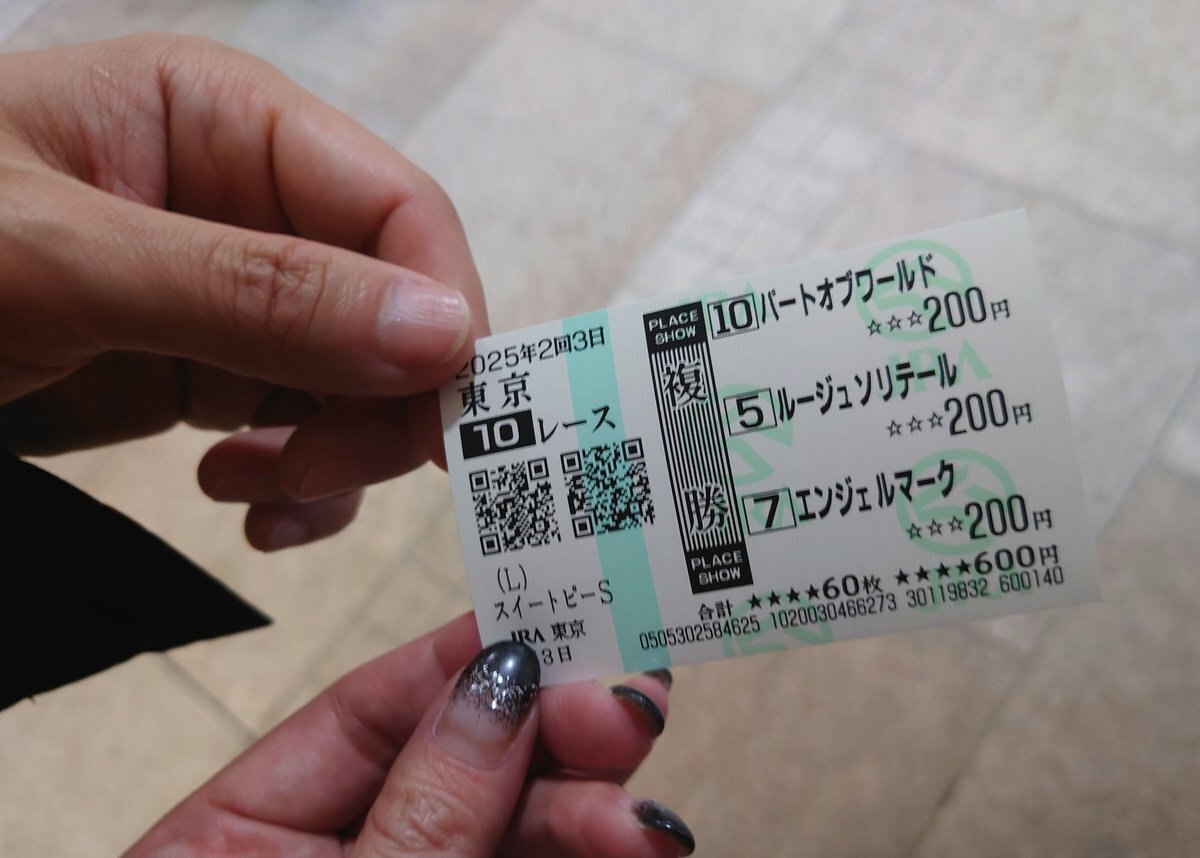 2025年2回3日
東京
10レース
(L)
スイートピーS
JRA 東京
3日
PLACE SHOW
複勝
PLACE SHOW
10 パートオブワールド
☆☆☆200円
5 ルージュソリテール
☆☆☆200円
7 エンジェルマーク
☆☆☆200円
合計 ★★★★60枚 ★★★★600円
0505302584625 1020030466273 30119832 600140